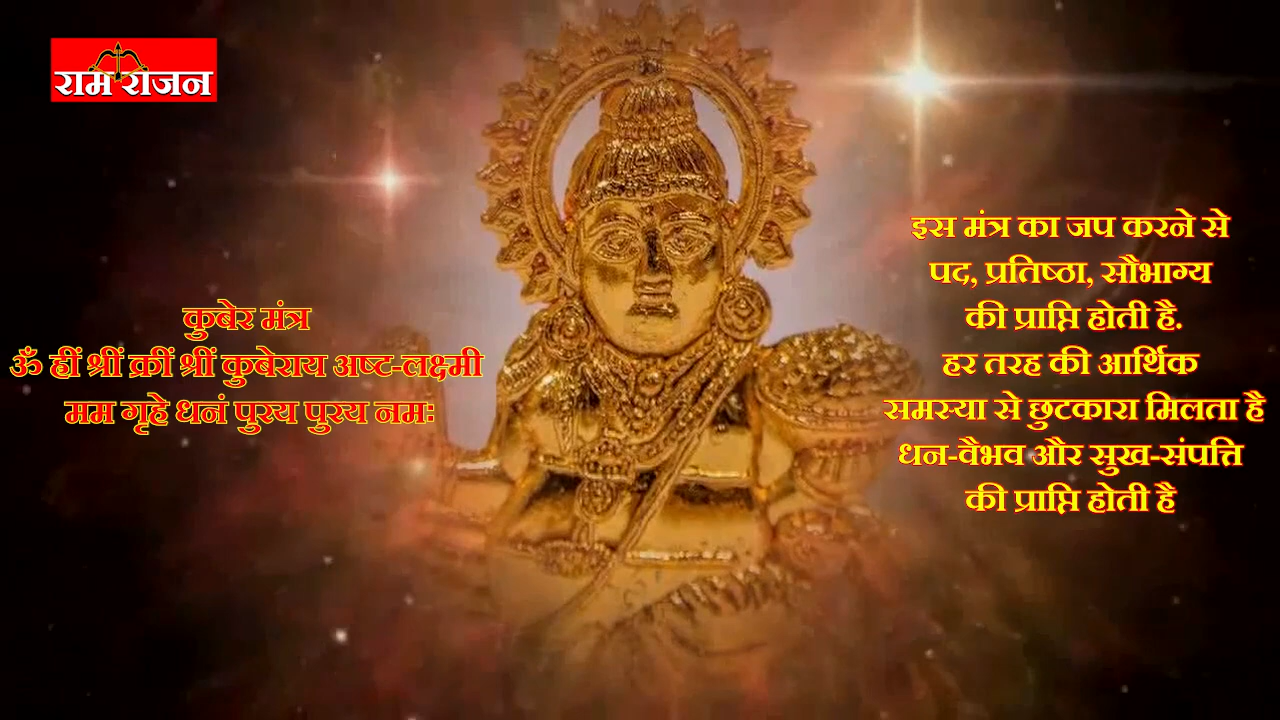 राम रांजन
कुबेर मंत्र
ॐ ह्रीं श्रीं क्रीं श्रीं कुबेराय अष्ट-लक्ष्मी
मम गृहे धनं पुरय पुरय नमः
इस मंत्र का जप करने से
पद, प्रतिष्ठा, सौभाग्य
की प्राप्ति होती है.
हर तरह की आर्थिक
समस्या से छुटकारा मिलता है
धन-वैभव और सुख-संपत्ति
की प्राप्ति होती है